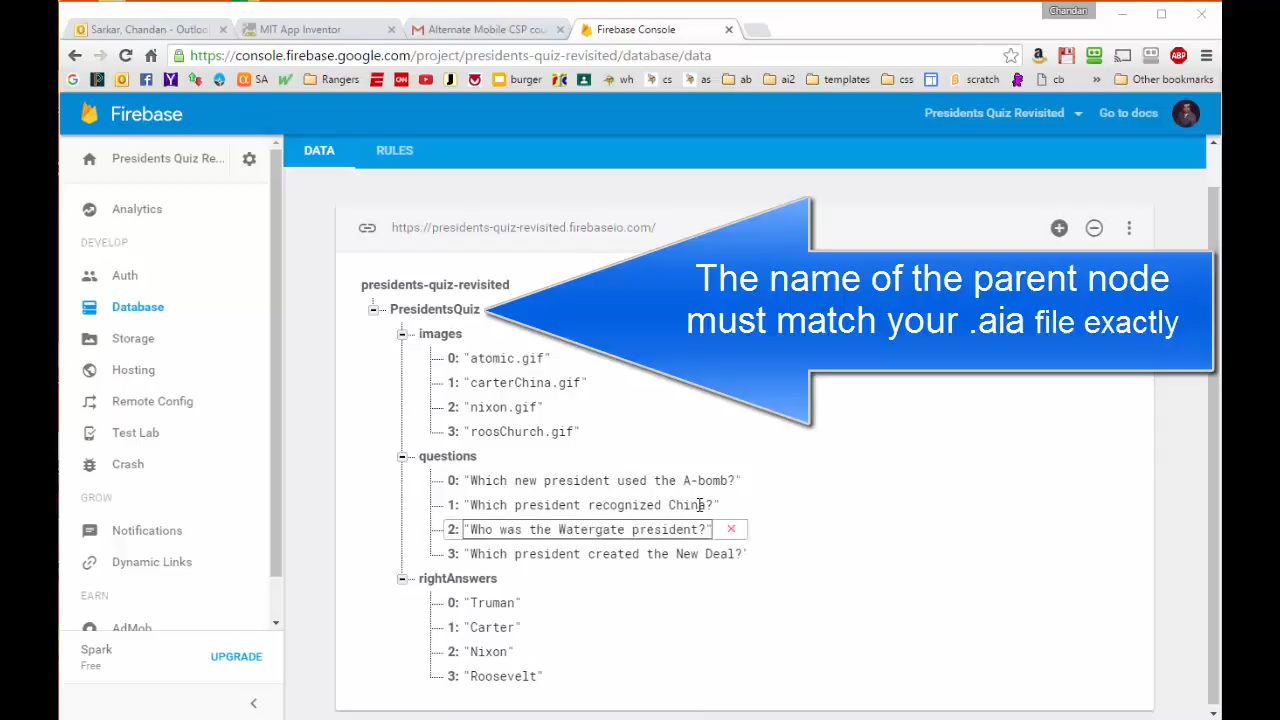 Chandan
Sarkar, Chandan - Outloo
MIT App Inventor
Alternate Mobile CSP cou
Firebase Console
https://console.firebase.google.com/project/presidents-quiz-revisited/database/data
SA
Rangers
CNN
burger
wh
cs
as
ab
ai2
templates
css
scratch
cb
»
Other bookmarks
ABP
Firebase
Presidents Quiz Revisited
Go to docs
Presidents Quiz Re...
DATA
RULES
Analytics
DEVELOP
Auth
Database
Storage
Hosting
Remote Config
Test Lab
Crash
GROW
Notifications
Dynamic Links
EARN
AdMob
Spark
Free
UPGRADE
https://presidents-quiz-revisited.firebaseio.com/
The name of the parent node
must match your .aia file exactly
presidents-quiz-revisited
PresidentsQuiz
images
0: "atomic.gif"
1: "carterChina.gif"
2: "nixon.gif"
3: "roosChurch.gif"
questions
0: "Which new president used the A-bomb?"
1: "Which president recognized China?"
2: "Who was the Watergate president?"
3: "Which president created the New Deal?'
rightAnswers
0: "Truman"
1: "Carter"
2: "Nixon"
3: "Roosevelt"